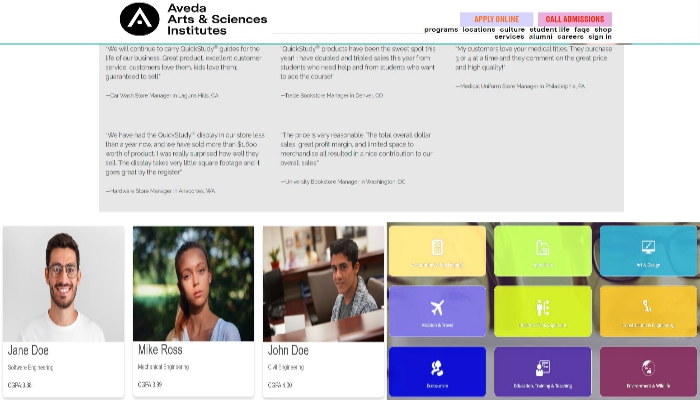 Aveda
Arts & Sciences
Institutes
APPLY ONLINE
CALL ADMISSIONS
programs locations culture student life faqs shop
services alumni careers sign in
"We will continue to carry QuickStudy® guides for the
life of our business. Great product, excellent customer
service, customers love them, kids love them;
guaranteed to sell"
—Car Wash Store Manager in Laguna Hills, CA
"QuickStudy® products have been the sweet spot this
year! I have doubled and tripled sales this year from
students who need help and from students who want
to ace the course!"
—Trade Bookstore Manager in Denver, CO
"My customers love your medical titles. They purchase
3 or 4 at a time and they comment on the great price
and high quality!"
—Medical Uniform Store Manager in Philadelphia, PA
"We have had the QuickStudy® display in our store less
than a year now, and we have sold more than $1,600
worth of product. I was really surprised how well they
sell. The display takes very little square footage and it
goes great by the register"
—Hardware Store Manager in Anacortes, WA
"The price is very reasonable. The total overall dollar
sales, great profit margin, and limited space to
merchandise all resulted in a nice contribution to our
overall sales"
—University Bookstore Manager in Washington, DC
Jane Doe
Software Engineering
CGPA 3.98
Mike Ross
Mechanical Engineering
CGPA 3.99
John Doe
Civil Engineering
CGPA 4.00
Art & Design
Aviation & Travel
Construction & Engineering
Ecotourism
Education, Training & Teaching
Environment & Wildlife